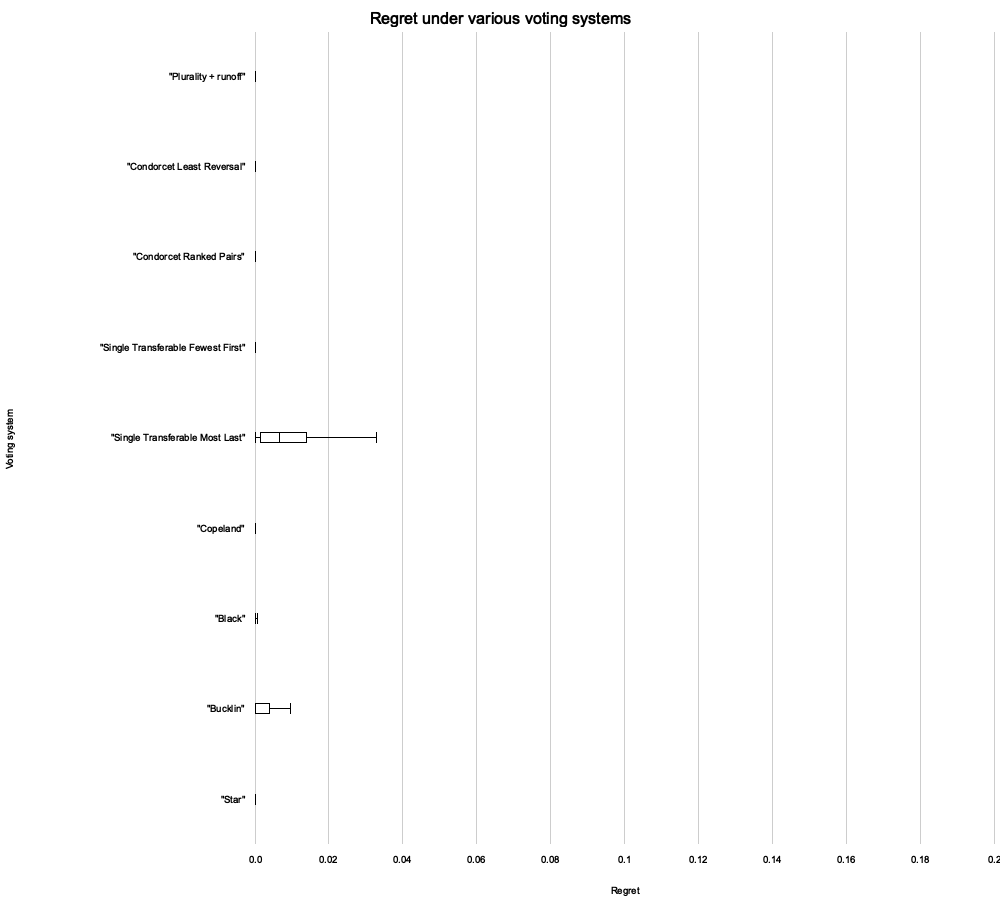 Regret under various voting systems
"Plurality + runoff"
"Condorcet Least Reversal"
"Condorcet Ranked Pairs"
"Single Transferable Fewest First"
"Single Transferable Most Last"
"Copeland"
"Black"
"Bucklin"
"Star"
Voting system
0.0 0.02 0.04 0.06 0.08 0.1 0.12 0.14 0.16 0.18 0.2
Regret